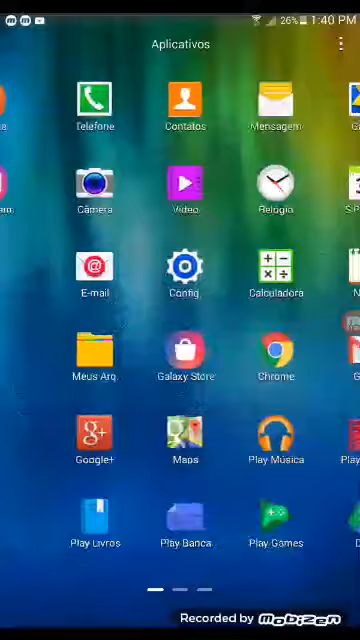 26% 1:40 PM
Aplicativos
Telefone Contatos Mensagem
Câmera Vídeo Relógio
E-mail Config. Calculadora
Meus Arq. Galaxy Store Chrome
Google+ Maps Play Música
Play Livros Play Banca Play Games
Recorded by Mobizen